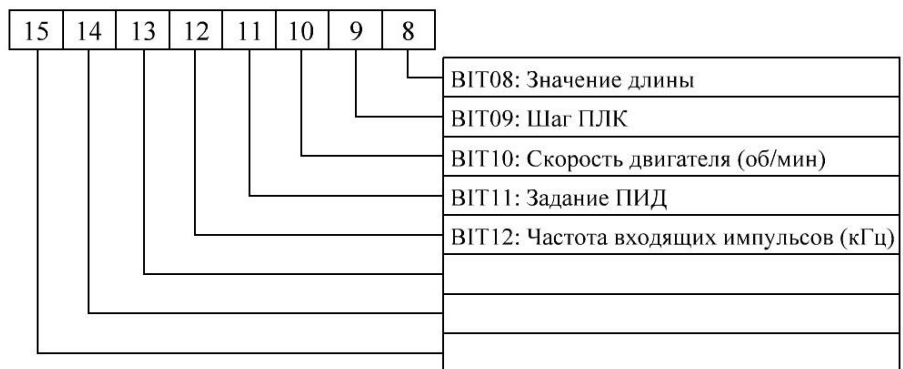 15 14 13 12 11 10 9 8
BIT08: Значение длины
BIT09: Шаг ПЛК
BIT10: Скорость двигателя (об/мин)
BIT11: Задание ПИД
BIT12: Частота входящих импульсов (кГц)